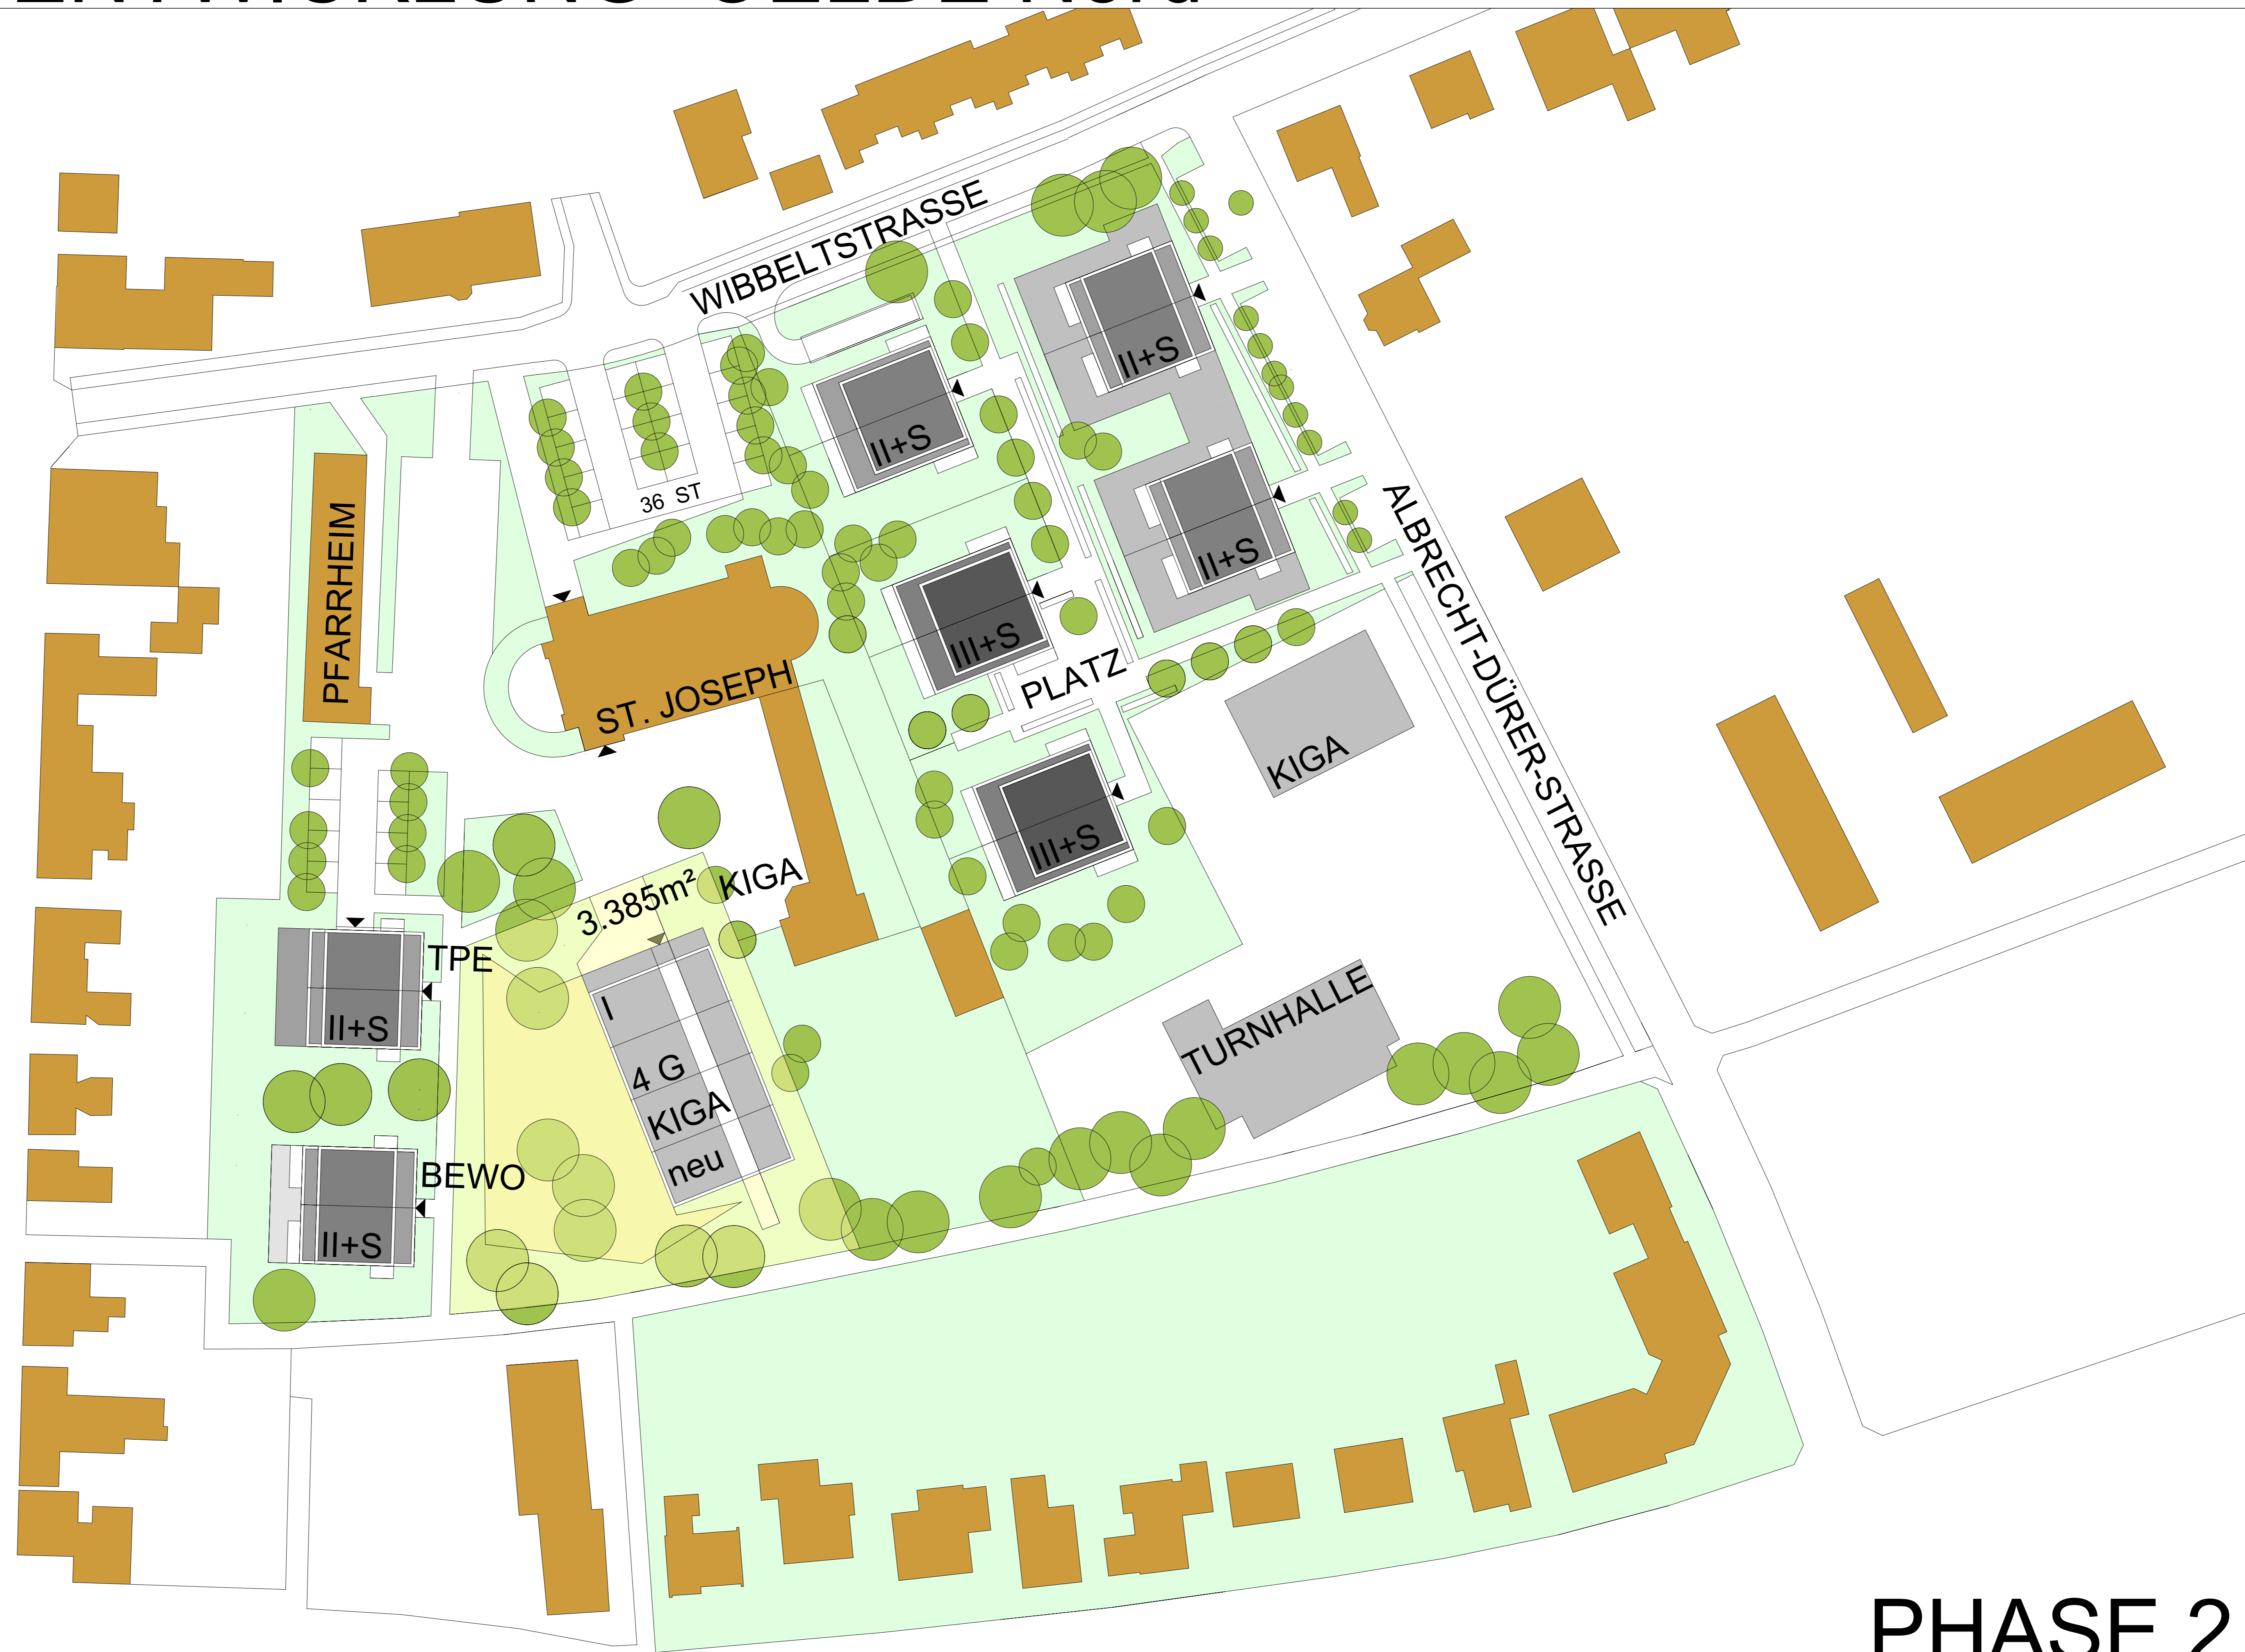 WIBBELTSTRASSE
II+S
II+S
36 ST
PFARRHEIM
II+S
ALBRECHT-DÜRER-STRASSE
III+S
ST. JOSEPH
PLATZ
KIGA
III+S
3.385m²
KIGA
TPE
II+S
I
4 G
KIGA
neu
TURNHALLE
BEWO
II+S
PHASE 2